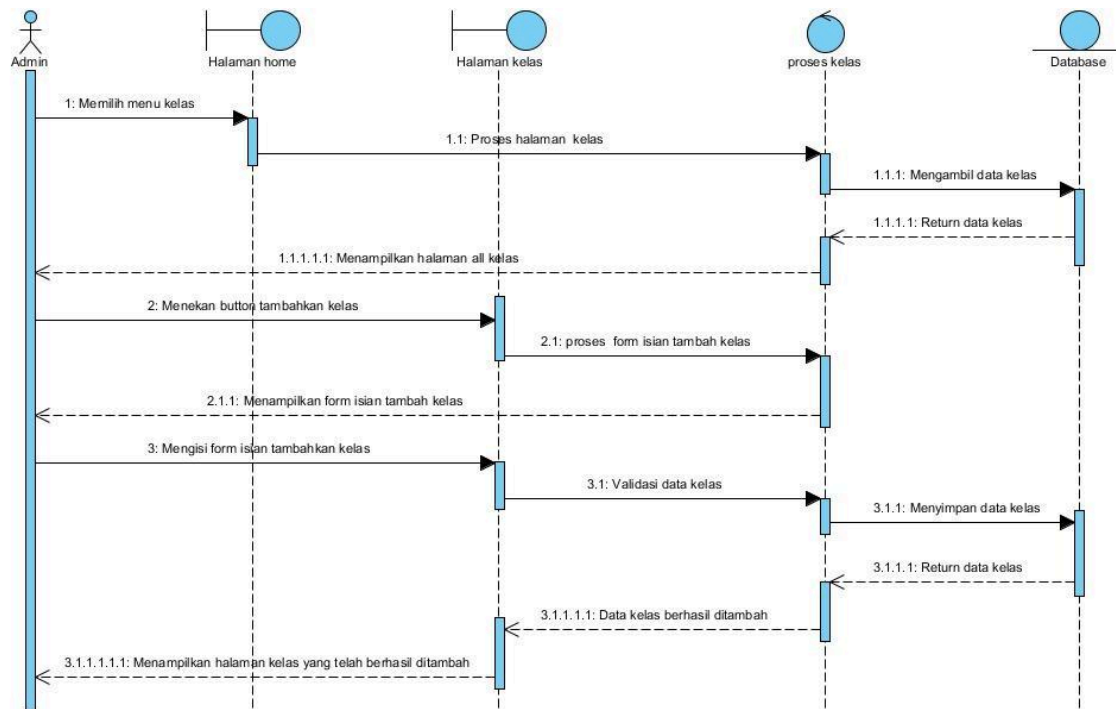 Admin
Halaman home
Halaman kelas
proses kelas
Database
1: Memilih menu kelas
1.1: Proses halaman kelas
1.1.1: Mengambil data kelas
1.1.1.1: Return data kelas
1.1.1.1.1: Menampilkan halaman all kelas
2: Menekan button tambahkan kelas
2.1: proses form isian tambah kelas
2.1.1: Menampilkan form isian tambah kelas
3: Mengisi form isian tambahkan kelas
3.1: Validasi data kelas
3.1.1: Menyimpan data kelas
3.1.1.1: Return data kelas
3.1.1.1.1: Data kelas berhasil ditambah
3.1.1.1.1.1: Menampilkan halaman kelas yang telah berhasil ditambah